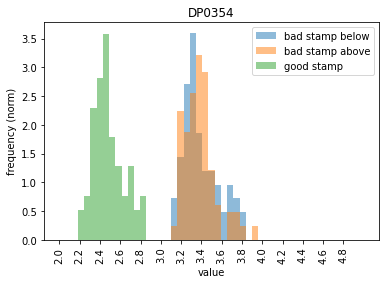 DP0354
bad stamp below
bad stamp above
good stamp
frequency (norm)
3.5
3.0
2.5
2.0
1.5
1.0
0.5
0.0
2.0 2.2 2.4 2.6 2.8 3.0 3.2 3.4 3.6 3.8 4.0 4.2 4.4 4.6 4.8
value